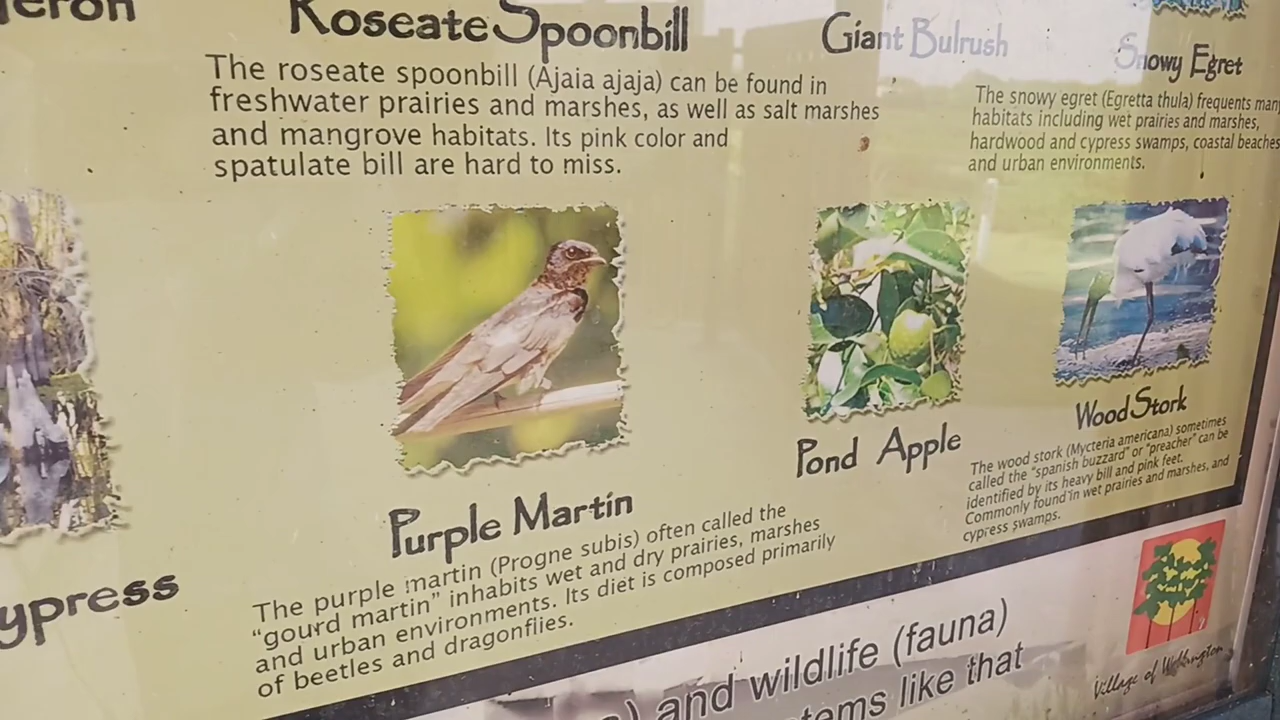 eron
Roseate Spoonbill
The roseate spoonbill (Ajaia ajaja) can be found in
freshwater prairies and marshes, as well as salt marshes
and mangrove habitats. Its pink color and
spatulate bill are hard to miss.
Giant Bulrush
Snowy Egret
The snowy egret (Egretta thula) frequents many
habitats including wet prairies and marshes,
hardwood and cypress swamps, coastal beaches
and urban environments.
ypress
Purple Martin
The purple martin (Progne subis) often called the
"gourd martin" inhabits wet and dry prairies, marshes
and urban environments. Its diet is composed primarily
of beetles and dragonflies.
Pond Apple
Wood Stork
The wood stork (Mycteria americana) sometimes
called the "spanish buzzard" or "preacher" can be
identified by its heavy bill and pink feet.
Commonly found in wet prairies and marshes, and
cypress swamps.
) and wildlife (fauna)
tems like that
Village of Wellington